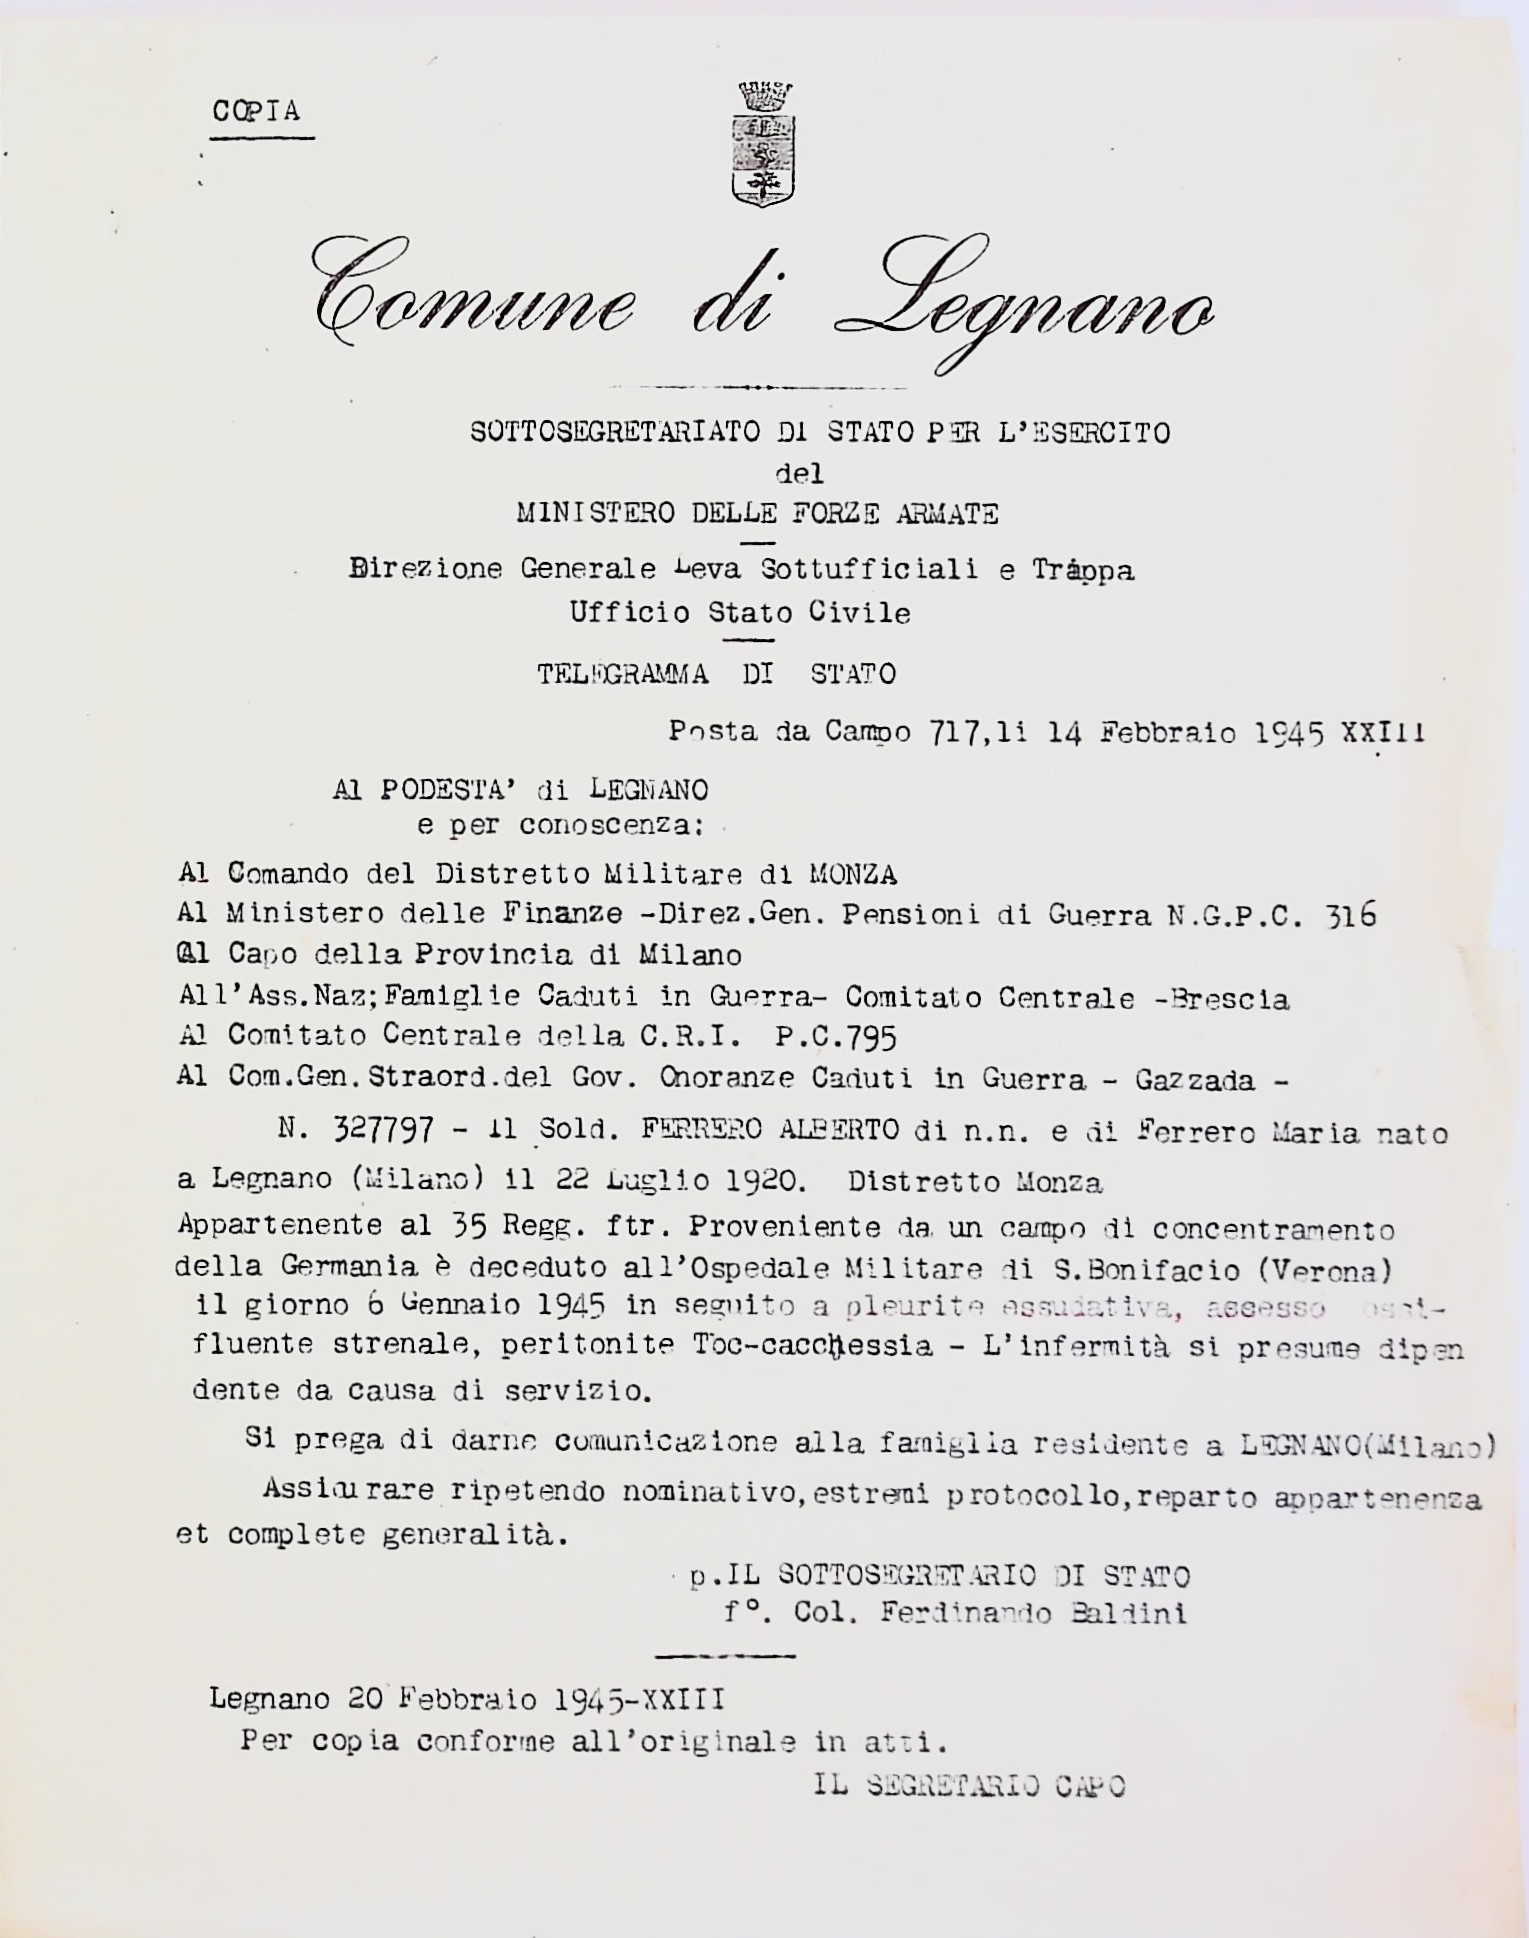 COPIA
Comune di Legnano
SOTTOSEGRETARIATO DI STATO PER L'ESERCITO
del
MINISTERO DELLE FORZE ARMATE
Direzione Generale Leva Sottufficiali e Truppa
Ufficio Stato Civile
TELEGRAMMA DI STATO
Posta da Campo 717,li 14 Febbraio 1945 XXIII
Al PODESTA' di LEGNANO
e per conoscenza:
Al Comando del Distretto Militare di MONZA
Al Ministero delle Finanze -Direz.Gen. Pensioni di Guerra N.G.P.C. 316
Al Capo della Provincia di Milano
All'Ass.Naz;Famiglie Caduti in Guerra- Comitato Centrale -Brescia
Al Comitato Centrale della C.R.I. P.C.795
Al Com.Gen.Straord.del Gov. Onoranze Caduti in Guerra - Gazzada -
N. 327797 - il Sold. FERRERO ALBERTO di n.n. e di Ferrero Maria nato
a Legnano (Milano) il 22 Luglio 1920. Distretto Monza
Appartenente al 35 Regg. ftr. Proveniente da un campo di concentramento
della Germania è deceduto all'Ospedale Militare di S.Bonifacio (Verona)
il giorno 6 Gennaio 1945 in seguito a pleurite essudativa, assesso ossi-
fluente strenale, peritonite Toc-cacchessia - L'infermità si presume dipen
dente da causa di servizio.
Si prega di darne comunicazione alla famiglia residente a LEGNANO(Milano)
Assicurare ripetendo nominativo,estremi protocollo,reparto appartenenza
et complete generalità.
p.IL SOTTOSEGRETARIO DI STATO
f°. Col. Ferdinando Baldini
Legnano 20 Febbraio 1945-XXIII
Per copia conforme all'originale in atti.
IL SEGRETARIO CAPO